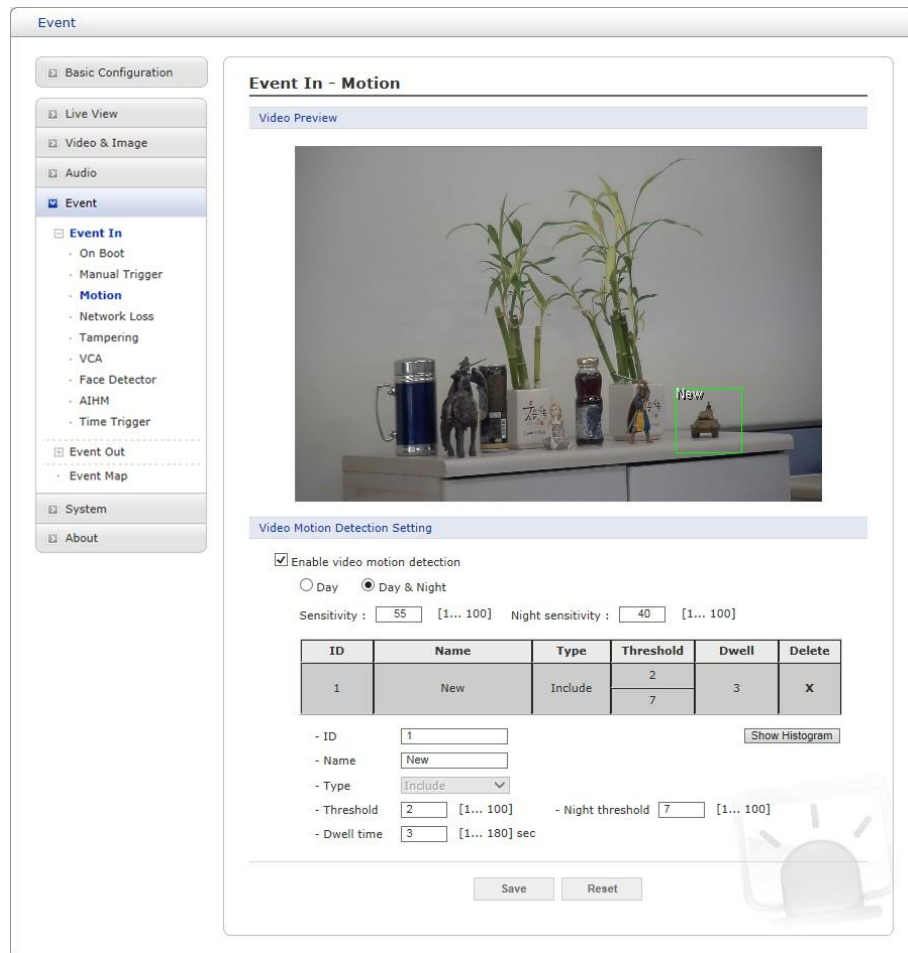 Event
Basic Configuration
Live View
Video & Image
Audio
Event
Event In
· On Boot
· Manual Trigger
· Motion
· Network Loss
· Tampering
· VCA
· Face Detector
· AIHM
· Time Trigger
Event Out
· Event Map
System
About
Event In - Motion
Video Preview
New
Video Motion Detection Setting
Enable video motion detection
Day Day & Night
Sensitivity : 55 [1... 100] Night sensitivity : 40 [1... 100]
ID Name Type Threshold Dwell Delete
1 New Include 2 7 3 X
- ID 1 Show Histogram
- Name New
- Type Include
- Threshold 2 [1... 100] - Night threshold 7 [1... 100]
- Dwell time 3 [1... 180] sec
Save Reset